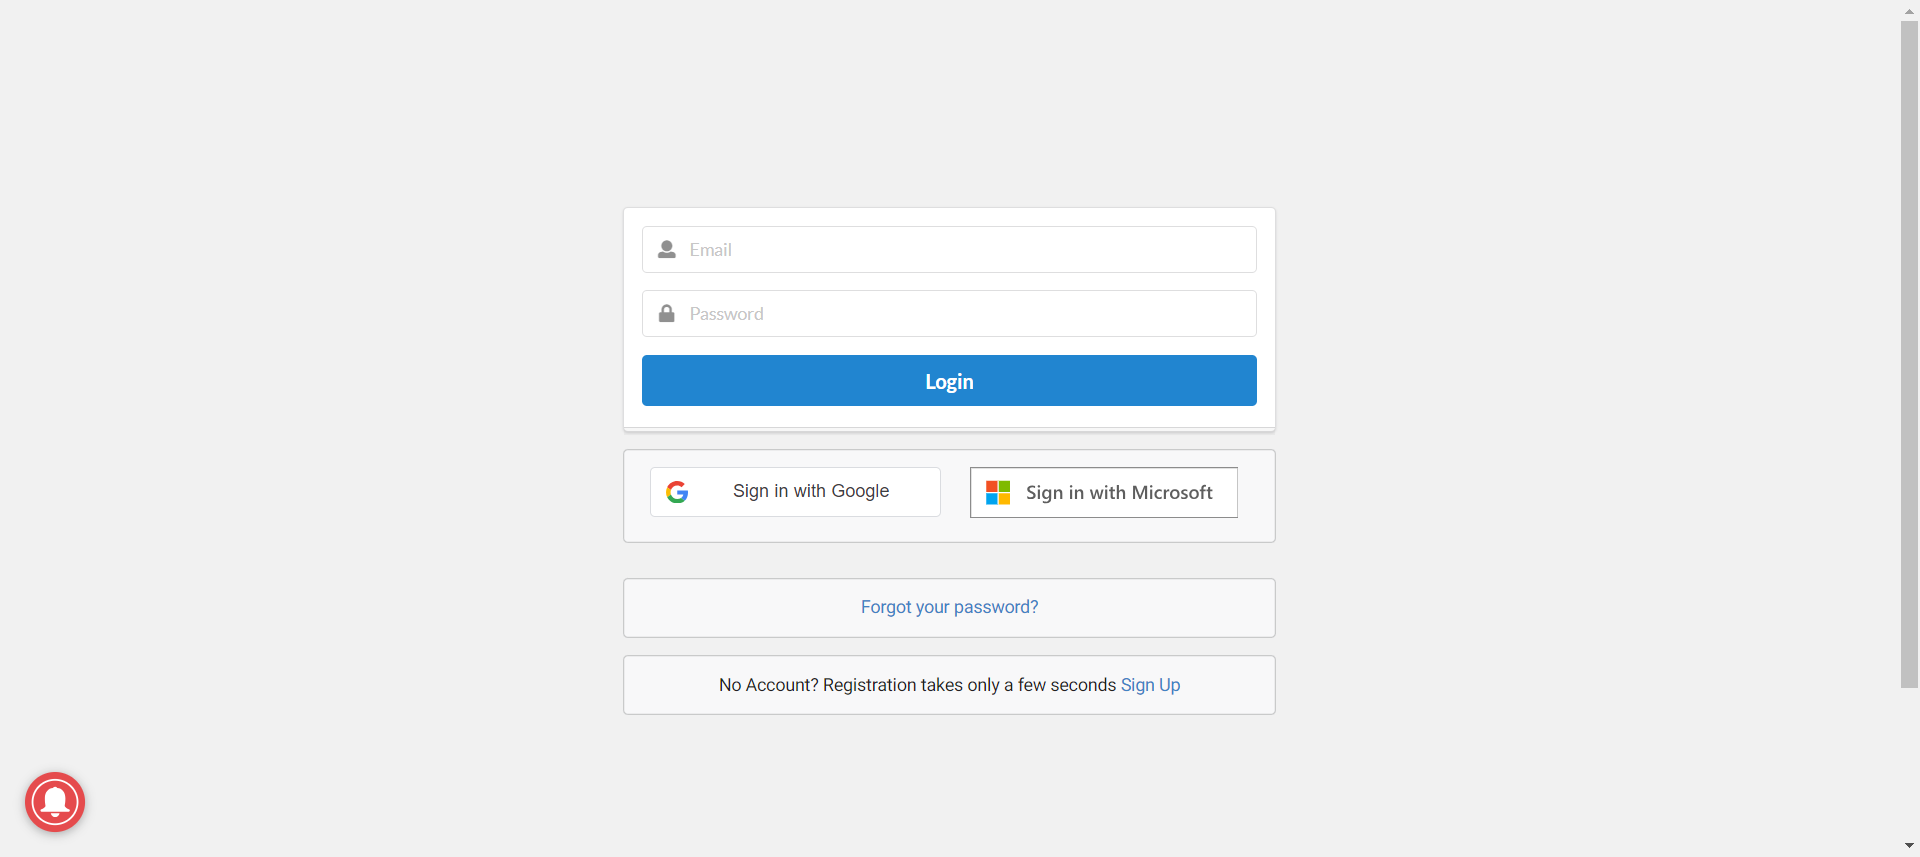 Email
Password
Login
Sign in with Google
Sign in with Microsoft
Forgot your password?
No Account? Registration takes only a few seconds Sign Up